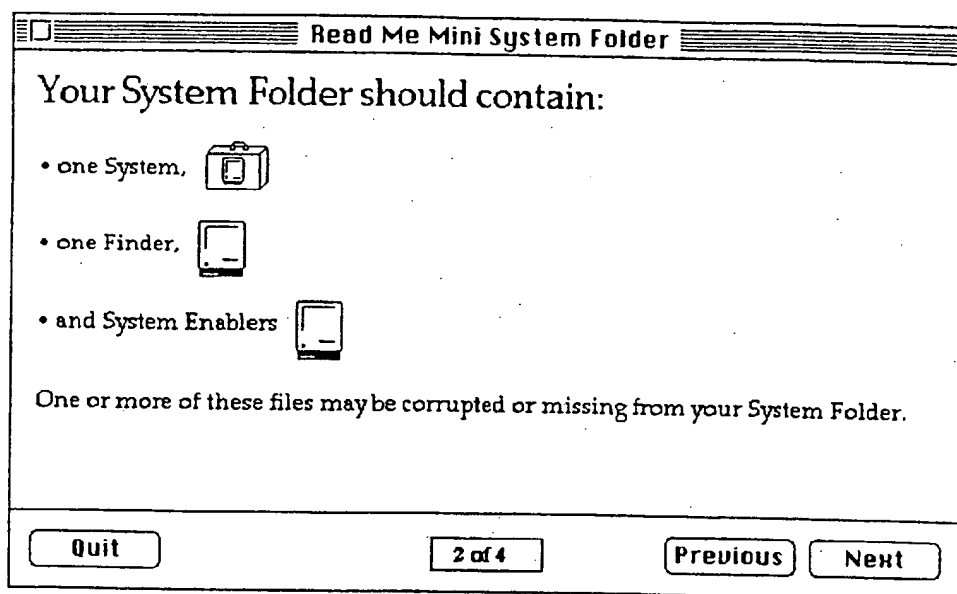 Read Me Mini System Folder
Your System Folder should contain:
• one System,
• one Finder,
• and System Enablers
One or more of these files may be corrupted or missing from your System Folder.
Quit
2 of 4
Previous
Next